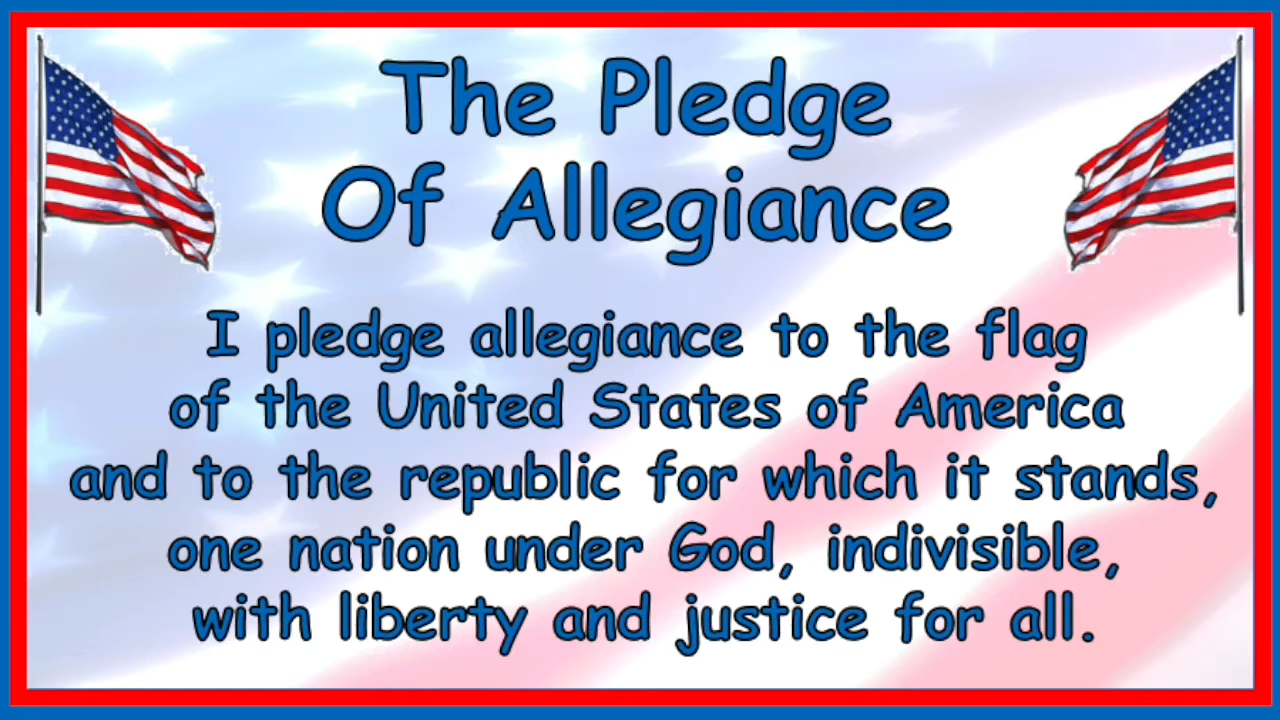 The Pledge
Of Allegiance
I pledge allegiance to the flag
of the United States of America
and to the republic for which it stands,
one nation under God, indivisible,
with liberty and justice for all.